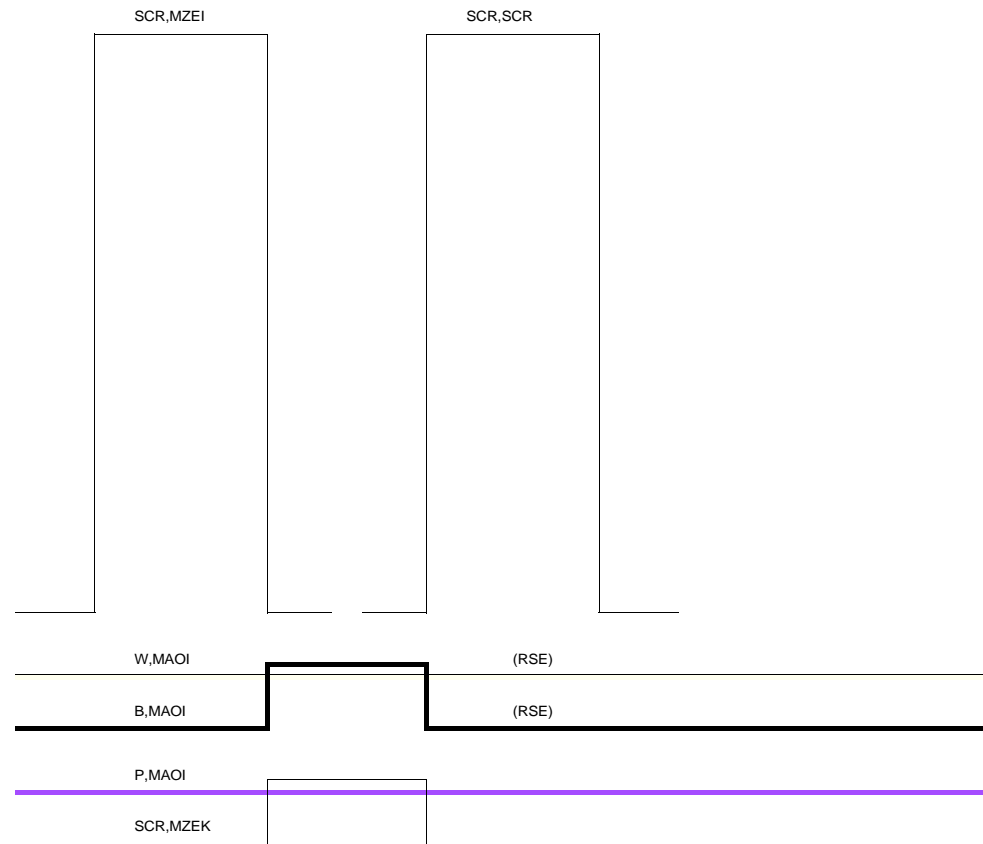 SCR,MZEI
SCR,SCR
W,MAOI
(RSE)
B,MAOI
(RSE)
P,MAOI
SCR,MZEK